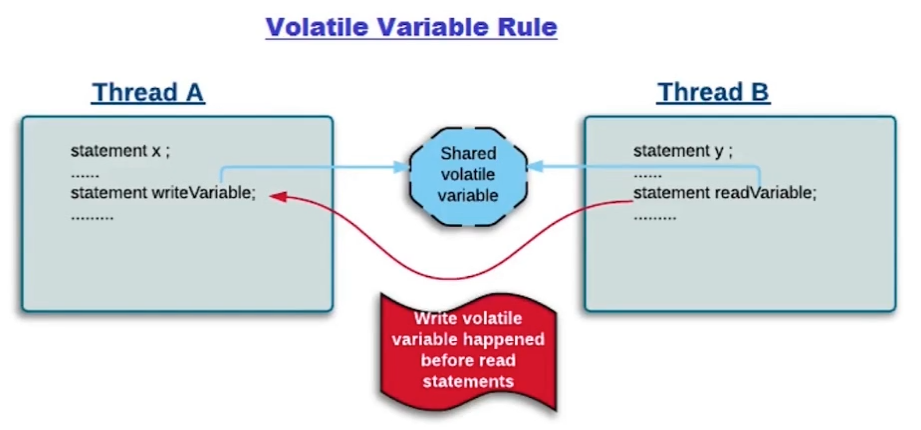 Volatile Variable Rule
Thread A
Thread B
statement x ;
......
statement writeVariable;
.........
Shared
volatile
variable
statement y ;
......
statement readVariable;
.........
Write volatile
variable happened
before read
statements